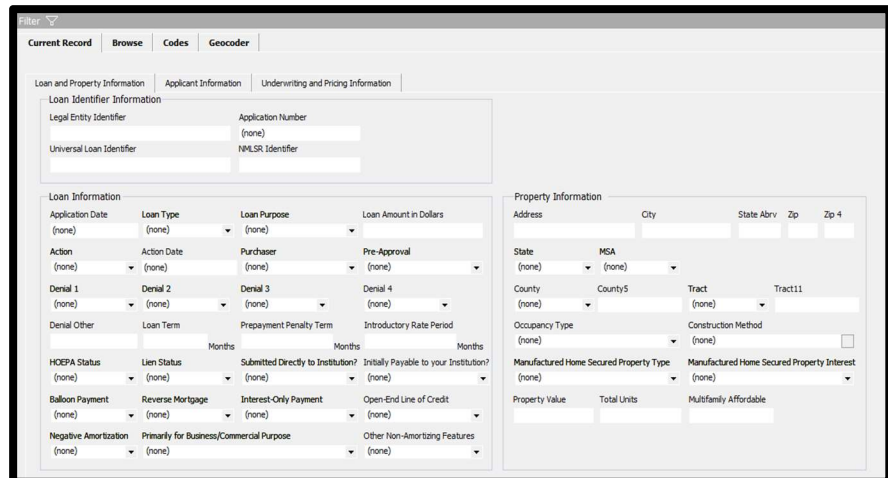 Filter
Current Record Browse Codes Geocoder
Loan and Property Information Applicant Information Underwriting and Pricing Information
Loan Identifier Information
Legal Entity Identifier Application Number
(none)
Universal Loan Identifier NMLSR Identifier
Loan Information
Application Date Loan Type Loan Purpose Loan Amount in Dollars
(none) (none) (none)
Action Action Date Purchaser Pre-Approval
(none) (none) (none) (none)
Denial 1 Denial 2 Denial 3 Denial 4
(none) (none) (none) (none)
Denial Other Loan Term Prepayment Penalty Term Introductory Rate Period
Months Months Months
HOEPA Status Lien Status Submitted Directly to Institution? Initially Payable to your Institution?
(none) (none) (none) (none)
Balloon Payment Reverse Mortgage Interest-Only Payment Open-End Line of Credit
(none) (none) (none) (none)
Negative Amortization Primarily for Business/Commercial Purpose Other Non-Amortizing Features
(none) (none) (none)
Property Information
Address City State Abrv Zip Zip 4
State MSA
(none) (none)
County County5 Tract Tract11
(none) (none)
Occupancy Type Construction Method
(none) (none)
Manufactured Home Secured Property Type Manufactured Home Secured Property Interest
(none) (none)
Property Value Total Units Multifamily Affordable